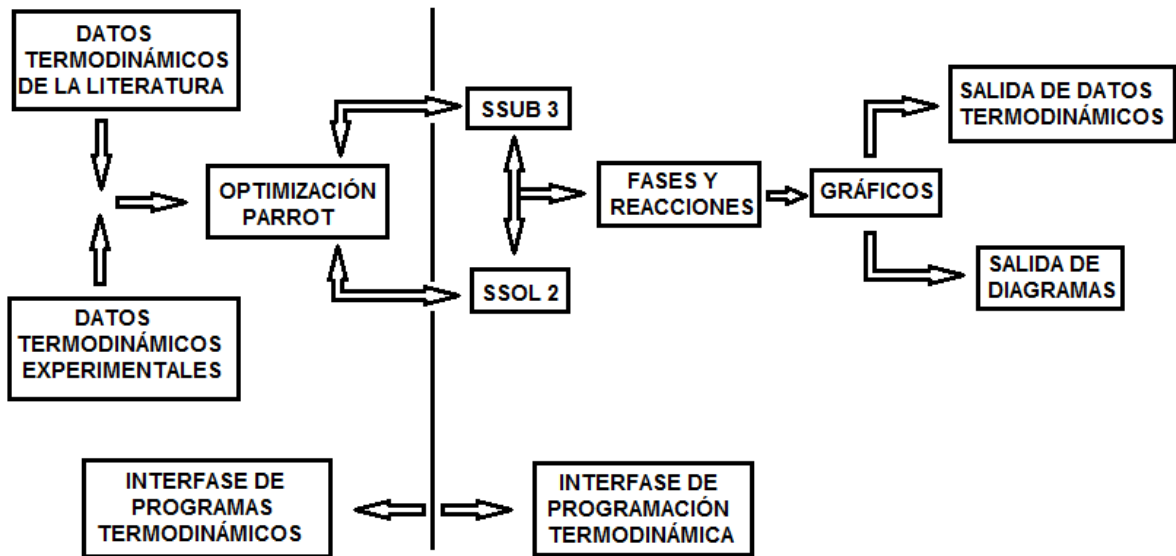 DATOS
TERMODINÁMICOS
DE LA LITERATURA
DATOS
TERMODINÁMICOS
EXPERIMENTALES
OPTIMIZACIÓN
PARROT
SSUB 3
SSOL 2
FASES Y
REACCIONES
GRÁFICOS
SALIDA DE DATOS
TERMODINÁMICOS
SALIDA DE
DIAGRAMAS
INTERFASE DE
PROGRAMAS
TERMODINÁMICOS
INTERFASE DE
PROGRAMACIÓN
TERMODINÁMICA